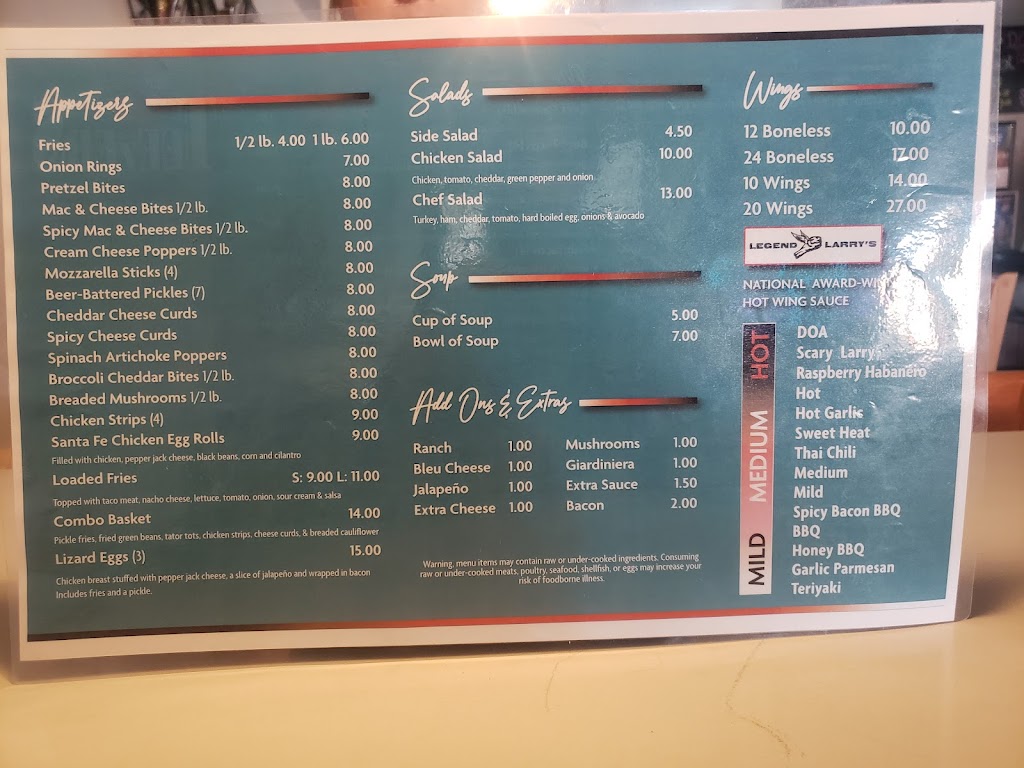 Appetizers
Fries 1/2 lb. 4.00 1 lb. 6.00
Onion Rings 7.00
Pretzel Bites 8.00
Mac & Cheese Bites 1/2 lb. 8.00
Spicy Mac & Cheese Bites 1/2 lb. 8.00
Cream Cheese Poppers 1/2 lb. 8.00
Mozzarella Sticks (4) 8.00
Beer-Battered Pickles (7) 8.00
Cheddar Cheese Curds 8.00
Spicy Cheese Curds 8.00
Spinach Artichoke Poppers 8.00
Broccoli Cheddar Bites 1/2 lb. 8.00
Breaded Mushrooms 1/2 lb. 8.00
Chicken Strips (4) 9.00
Santa Fe Chicken Egg Rolls 9.00
Filled with chicken, pepper jack cheese, black beans, corn and cilantro
Loaded Fries S: 9.00 L: 11.00
Topped with taco meat, nacho cheese, lettuce, tomato, onion, sour cream & salsa
Combo Basket 14.00
Pickle fries, fried green beans, tator tots, chicken strips, cheese curds, & breaded cauliflower
Lizard Eggs (3) 15.00
Chicken breast stuffed with pepper jack cheese, a slice of jalapeño and wrapped in bacon
Includes fries and a pickle.
Salads
Side Salad 4.50
Chicken Salad 10.00
Chicken, tomato, cheddar, green pepper and onion
Chef Salad 13.00
Turkey, ham, cheddar, tomato, hard boiled egg, onions & avocado
Soup
Cup of Soup 5.00
Bowl of Soup 7.00
Add Ons & Extras
Ranch 1.00
Bleu Cheese 1.00
Jalapeño 1.00
Extra Cheese 1.00
Mushrooms 1.00
Giardiniera 1.00
Extra Sauce 1.50
Bacon 2.00
Warning, menu items may contain raw or under-cooked ingredients. Consuming
raw or under-cooked meats, poultry, seafood, shellfish, or eggs may increase your
risk of foodborne illness.
Wings
12 Boneless 10.00
24 Boneless 17.00
10 Wings 14.00
20 Wings 27.00
LEGEND LARRY'S
NATIONAL AWARD-WI
HOT WING SAUCE
HOT
MEDIUM
MILD
DOA
Scary Larry
Raspberry Habanero
Hot
Hot Garlic
Sweet Heat
Thai Chili
Medium
Mild
Spicy Bacon BBQ
BBQ
Honey BBQ
Garlic Parmesan
Teriyaki